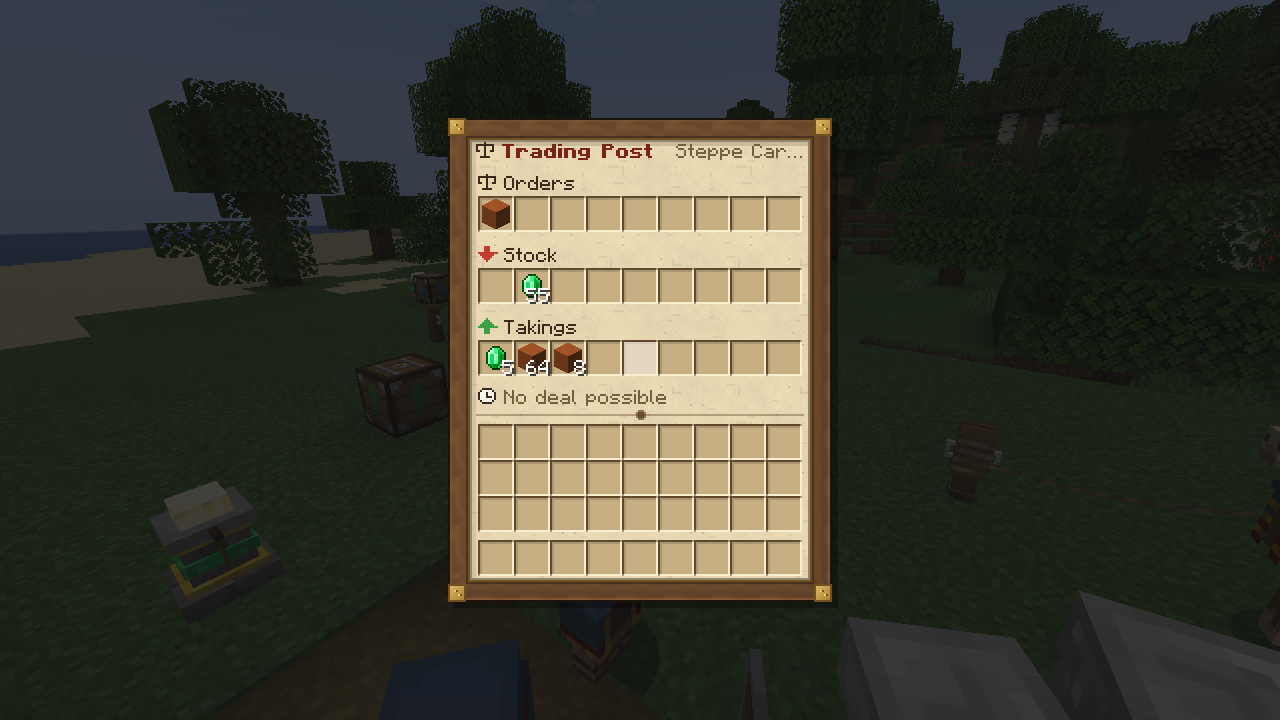 Trading Post Steppe Car...
Orders
Stock
55
Takings
5 64 8
No deal possible